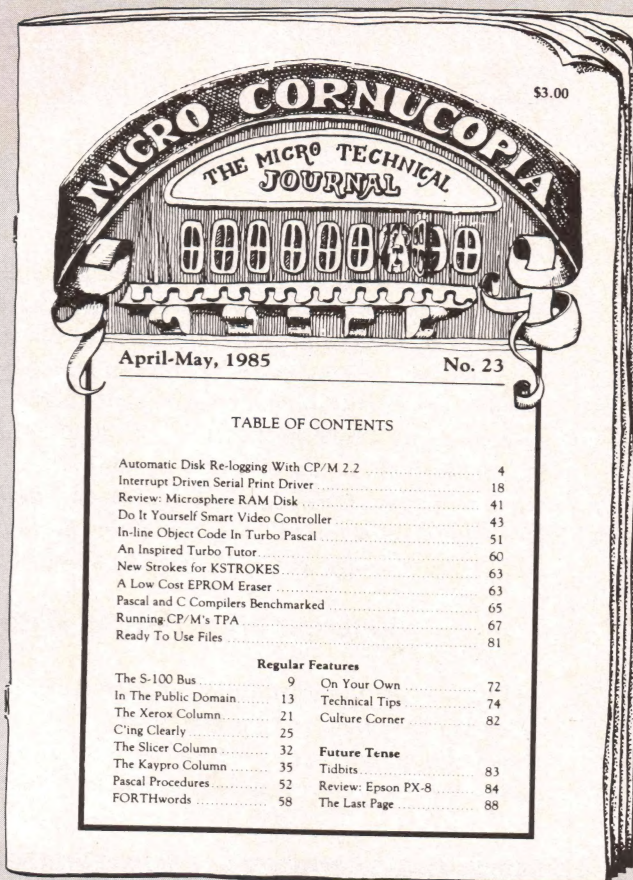 $3.00
MICRO CORNUCOPIA
THE MICRO TECHNICAL
JOURNAL
April-May, 1985 No. 23
TABLE OF CONTENTS
Automatic Disk Re-logging With CP/M 2.2 4
Interrupt Driven Serial Print Driver 18
Review: Microsphere RAM Disk 41
Do It Yourself Smart Video Controller 43
In-line Object Code In Turbo Pascal 51
An Inspired Turbo Tutor 60
New Strokes for KSTROKES 63
A Low Cost EPROM Eraser 63
Pascal and C Compilers Benchmarked 65
Running CP/M's TPA 67
Ready To Use Files 81
Regular Features
The S-100 Bus 9
In The Public Domain 13
The Xerox Column 21
C'ing Clearly 25
The Slicer Column 32
The Kaypro Column 35
Pascal Procedures 52
FORTHwords 58
On Your Own 72
Technical Tips 74
Culture Corner 82
Future Tense
Tidbits 83
Review: Epson PX-8 84
The Last Page 88